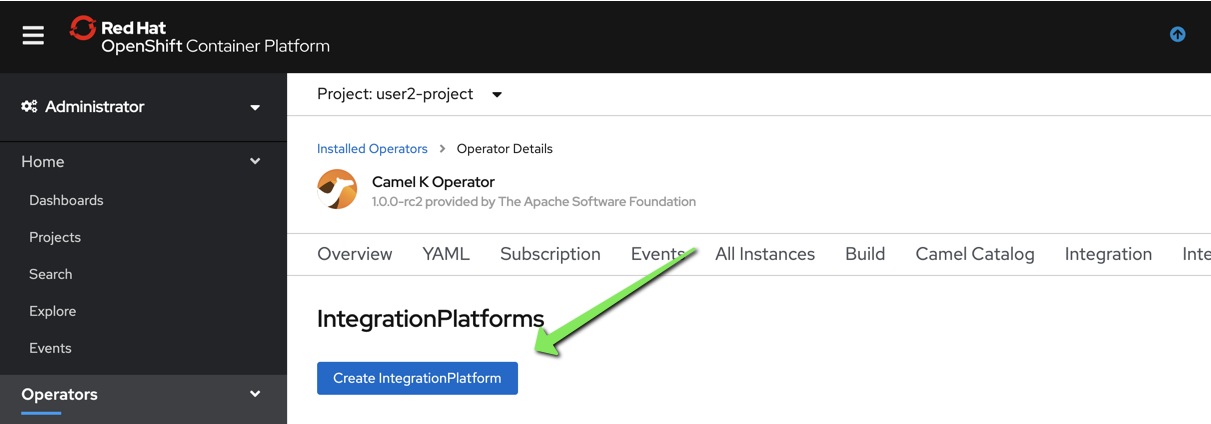 Red Hat
OpenShift Container Platform
Administrator
Home
Dashboards
Projects
Search
Explore
Events
Operators
Project: user2-project
Installed Operators > Operator Details
Camel K Operator
1.0.0-rc2 provided by The Apache Software Foundation
Overview YAML Subscription Events All Instances Build Camel Catalog Integration Inte
IntegrationPlatforms
Create IntegrationPlatform